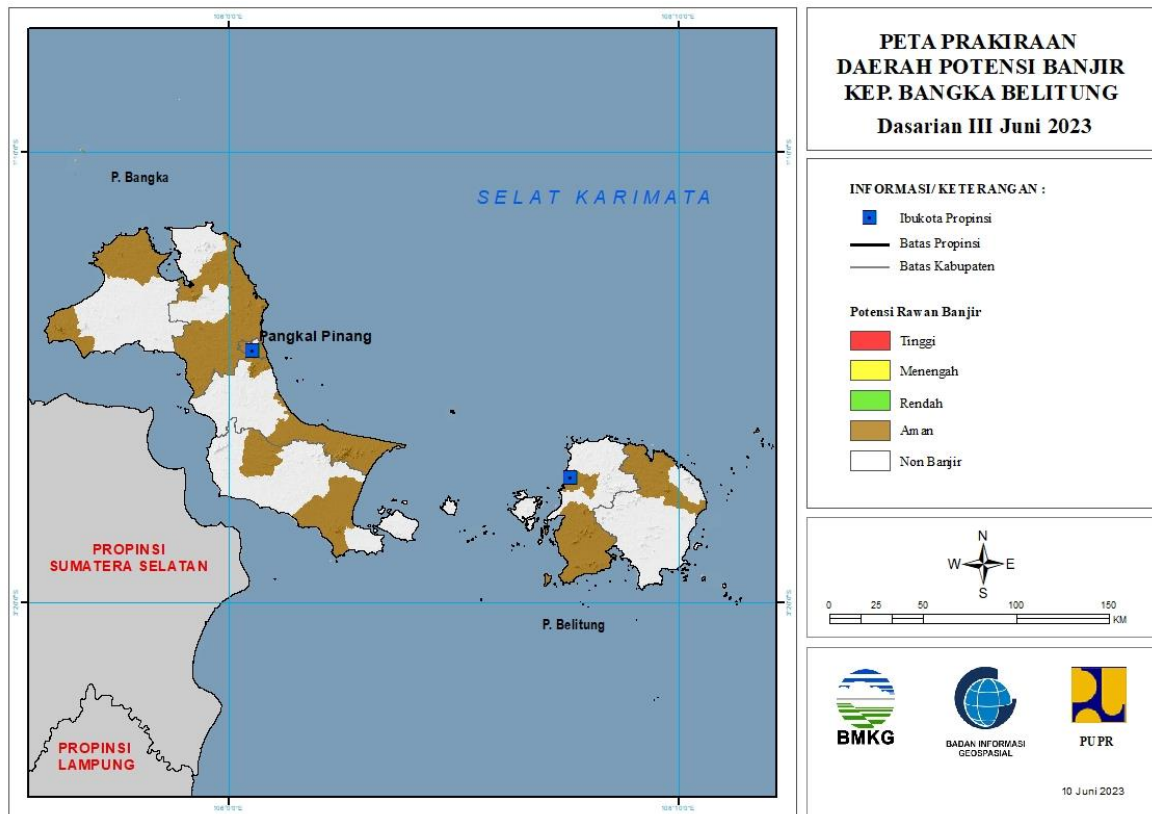 PETA PRAKIRAAN
DAERAH POTENSI BANJIR
KEP. BANGKA BELITUNG
Dasarian III Juni 2023
P. Bangka
SELAT KARIMATA
Pangkal Pinang
PROPINSI
SUMATERA SELATAN
P. Belitung
PROPINSI
LAMPUNG
INFORMASI/ KETERANGAN :
Ibukota Propinsi
Batas Propinsi
Batas Kabupaten
Potensi Rawan Banjir
Tinggi
Menengah
Rendah
Aman
Non Banjir
N
W E
S
0 25 50 100 150
KM
BMKG
BADAN INFORMASI
GEOSPASIAL
PUPR
10 Juni 2023